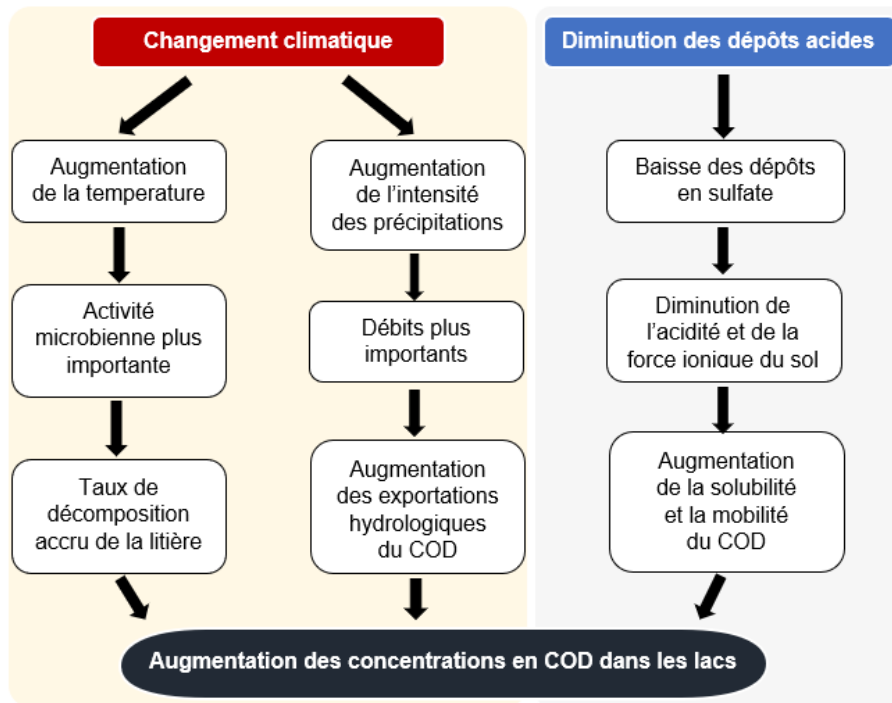 Changement climatique
Diminution des dépôts acides
Augmentation
de la temperature
Augmentation
de l’intensité
des précipitations
Baisse des dépôts
en sulfate
Activité
microbienne plus
importante
Débits plus
importants
Diminution de
l’acidité et de la
force ionique du sol
Taux de
décomposition
accru de la litière
Augmentation
des exportations
hydrologiques
du COD
Augmentation
de la solubilité
et la mobilité
du COD
Augmentation des concentrations en COD dans les lacs